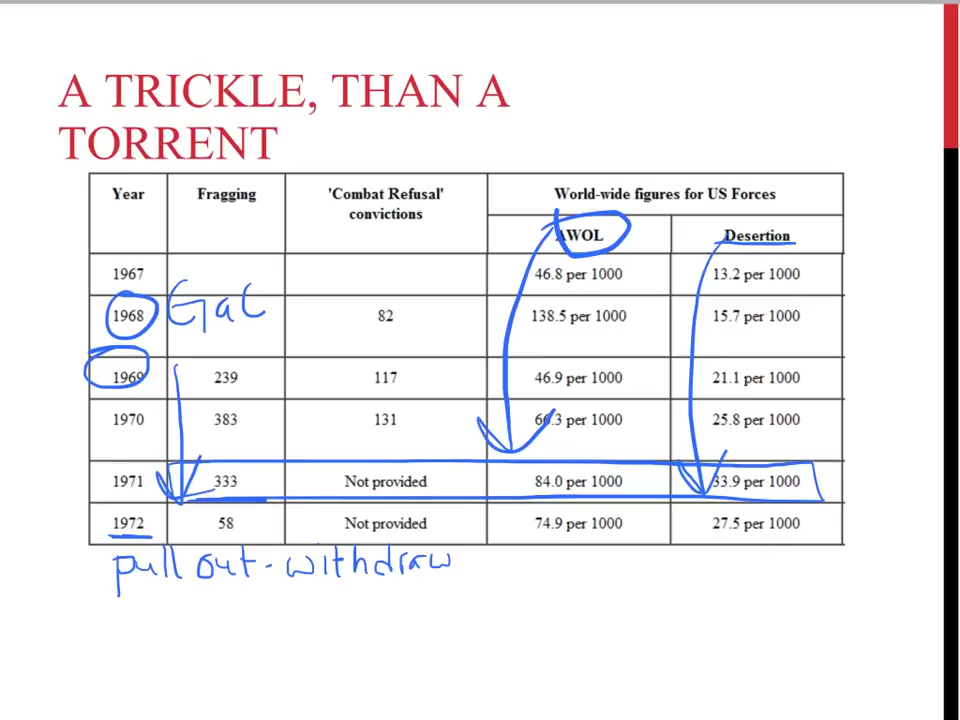 A TRICKLE, THAN A
TORRENT
Year Fragging 'Combat Refusal' convictions World-wide figures for US Forces
AWOL Desertion
1967 46.8 per 1000 13.2 per 1000
1968 82 138.5 per 1000 15.7 per 1000
1969 239 117 46.9 per 1000 21.1 per 1000
1970 383 131 66.3 per 1000 25.8 per 1000
1971 333 Not provided 84.0 per 1000 33.9 per 1000
1972 58 Not provided 74.9 per 1000 27.5 per 1000
pull out - withdraw